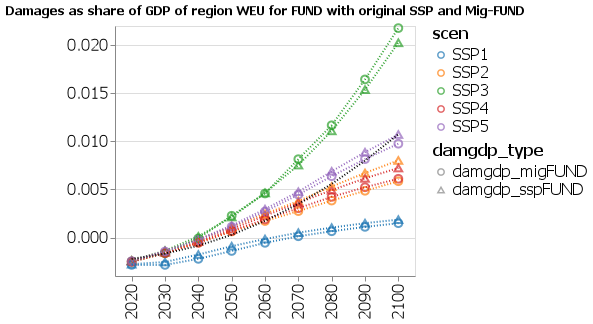 Damages as share of GDP of region WEU for FUND with original SSP and Mig-FUND
0.020
0.015
0.010
0.005
0.000
2020
2030
2040
2050
2060
2070
2080
2090
2100
scen
SSP1
SSP2
SSP3
SSP4
SSP5
damgdp_type
damgdp_migFUND
damgdp_sspFUND